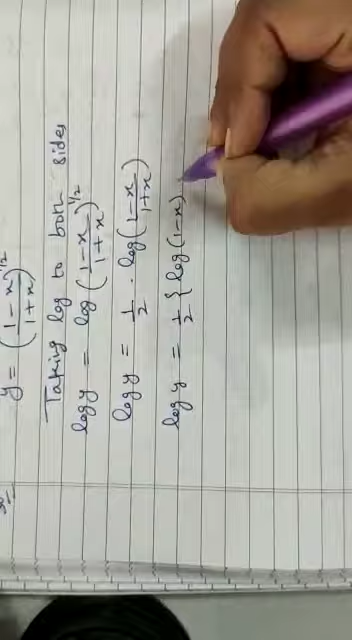 y = ((1 - x)/(1 + x))^1/2
Taking log to both sides
log y = log ((1 - x)/(1 + x))^1/2
log y = 1/2 · log ((1 - x)/(1 + x))
log y = 1/2 { log (1 - x)